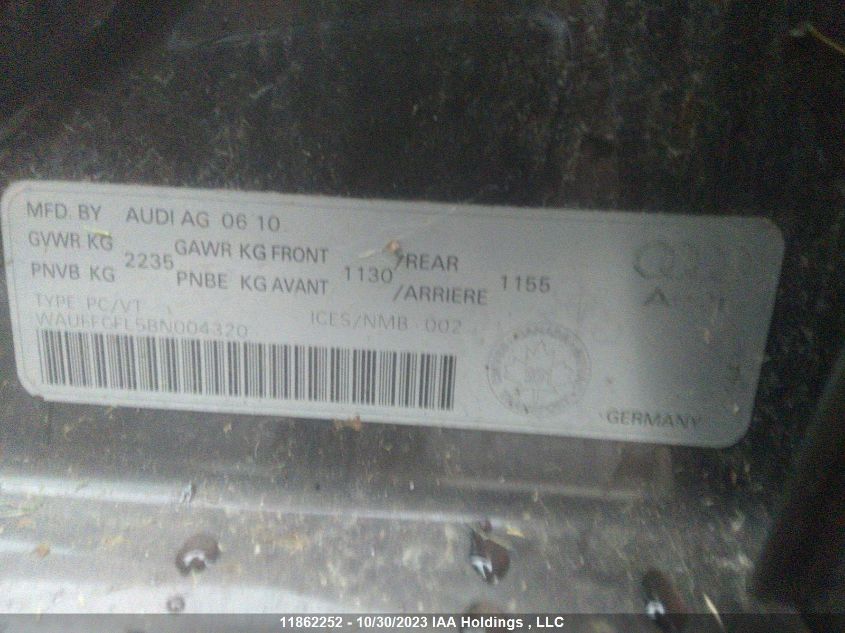 MFD. BY AUDI AG 06 10
GVWR KG 2235 GAWR KG FRONT 1130 /REAR 1155
PNVB KG PNBE KG AVANT /ARRIERE
TYPE PC/VT ICES/NMB 002
WAUFFGFL5BN004320
GERMANY
11862252 - 10/30/2023 IAA Holdings , LLC